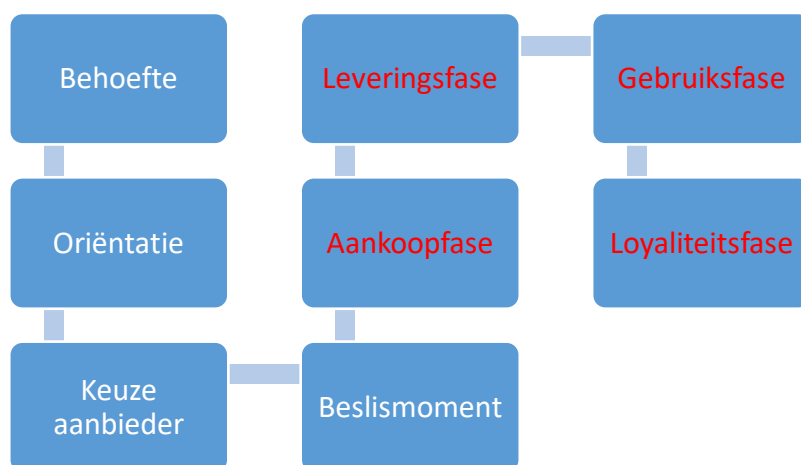 Behoefte
Oriëntatie
Keuze
aanbieder
Beslismoment
Aankoopfase
Leveringsfase
Gebruiksfase
Loyaliteitsfase